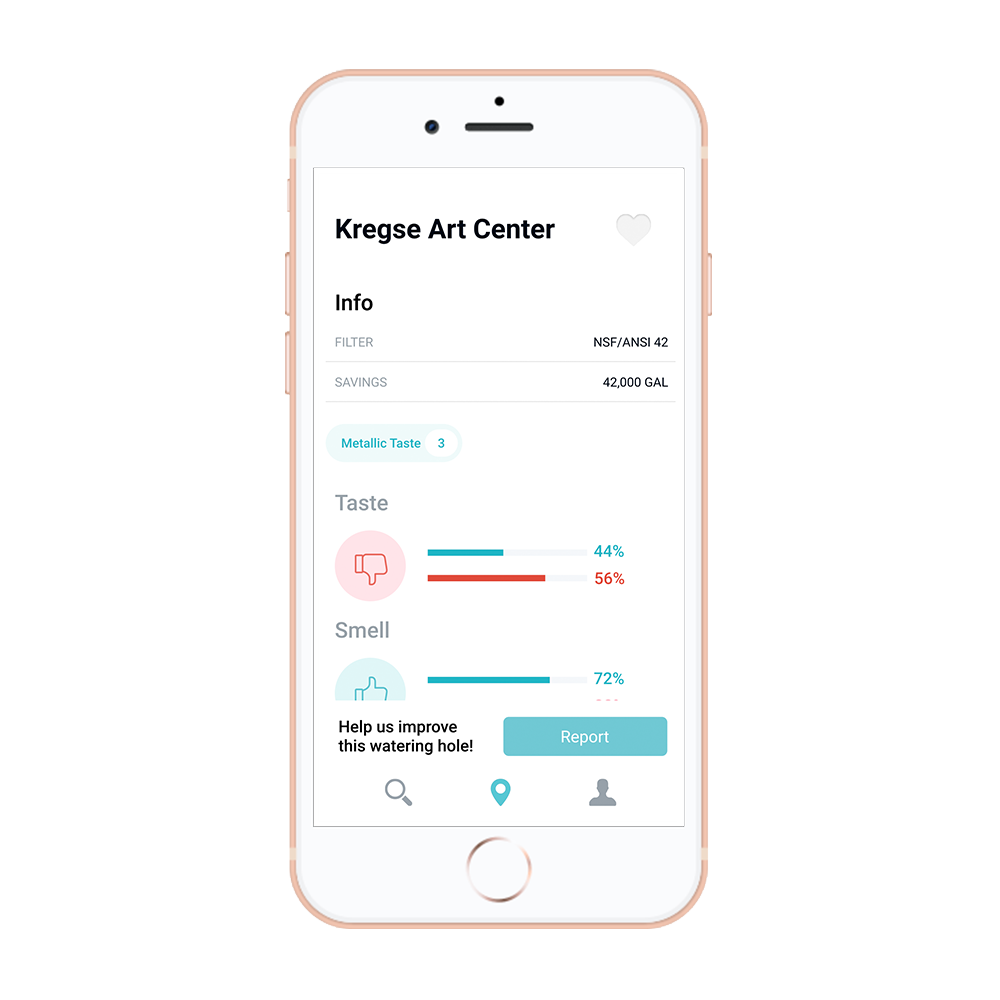 Kregse Art Center
Info
FILTER NSF/ANSI 42
SAVINGS 42,000 GAL
Metallic Taste 3
Taste
44%
56%
Smell
72%
Help us improve
this watering hole!
Report